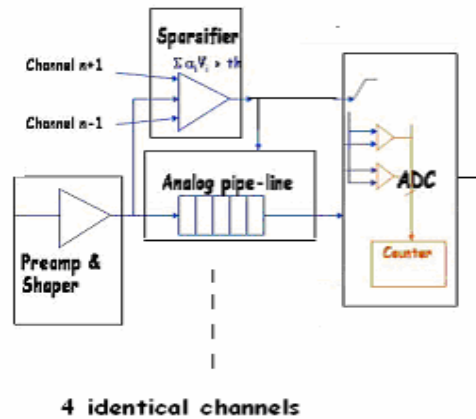 Sparsifier
Σ αᵢVᵢ > th
Channel n+1
Channel n-1
Analog pipe-line
ADC
Preamp &
Shaper
Counter
4 identical channels